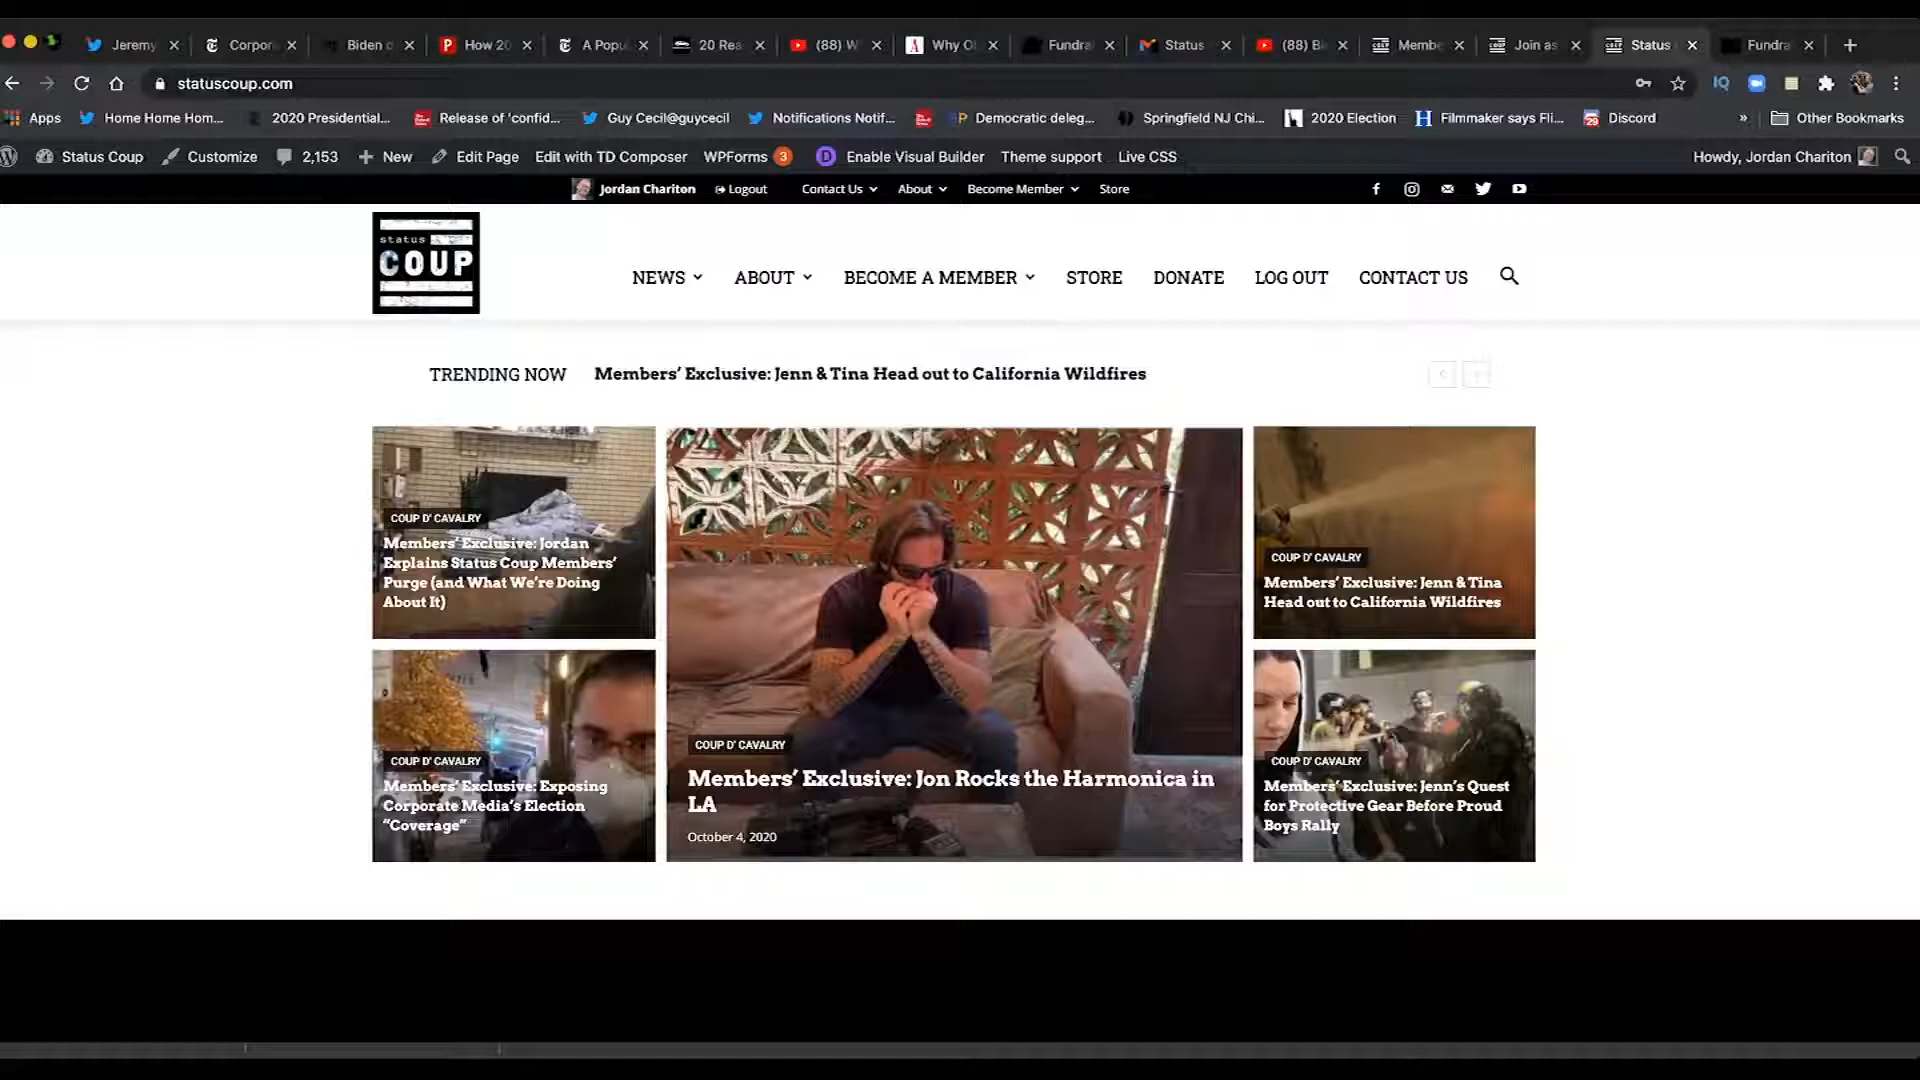 Jeremy
Corpor
Biden
How 20
A Popu
20 Rea
(88) W
Why O
Fundra
Status
(88) B
Membe
Join as
Status
Fundra
statuscoup.com
IQ
Apps
Home Home Hom...
2020 Presidential...
Release of 'confid...
Guy Cecil@guycecil
Notifications Notif...
Democratic deleg...
Springfield NJ Chi...
2020 Election
Filmmaker says Fli...
Discord
Other Bookmarks
Status Coup
Customize
2,153
New
Edit Page
Edit with TD Composer
WPForms 3
Enable Visual Builder
Theme support
Live CSS
Howdy, Jordan Chariton
Jordan Chariton
Logout
Contact Us
About
Become Member
Store
status
COUP
NEWS
ABOUT
BECOME A MEMBER
STORE
DONATE
LOG OUT
CONTACT US
TRENDING NOW
Members' Exclusive: Jenn & Tina Head out to California Wildfires
COUP D' CAVALRY
Members' Exclusive: Jordan
Explains Status Coup Members'
Purge (and What We're Doing
About It)
COUP D' CAVALRY
Members' Exclusive: Exposing
Corporate Media's Election
"Coverage"
COUP D' CAVALRY
Members' Exclusive: Jon Rocks the Harmonica in
LA
October 4, 2020
COUP D' CAVALRY
Members' Exclusive: Jenn & Tina
Head out to California Wildfires
COUP D' CAVALRY
Members' Exclusive: Jenn's Quest
for Protective Gear Before Proud
Boys Rally